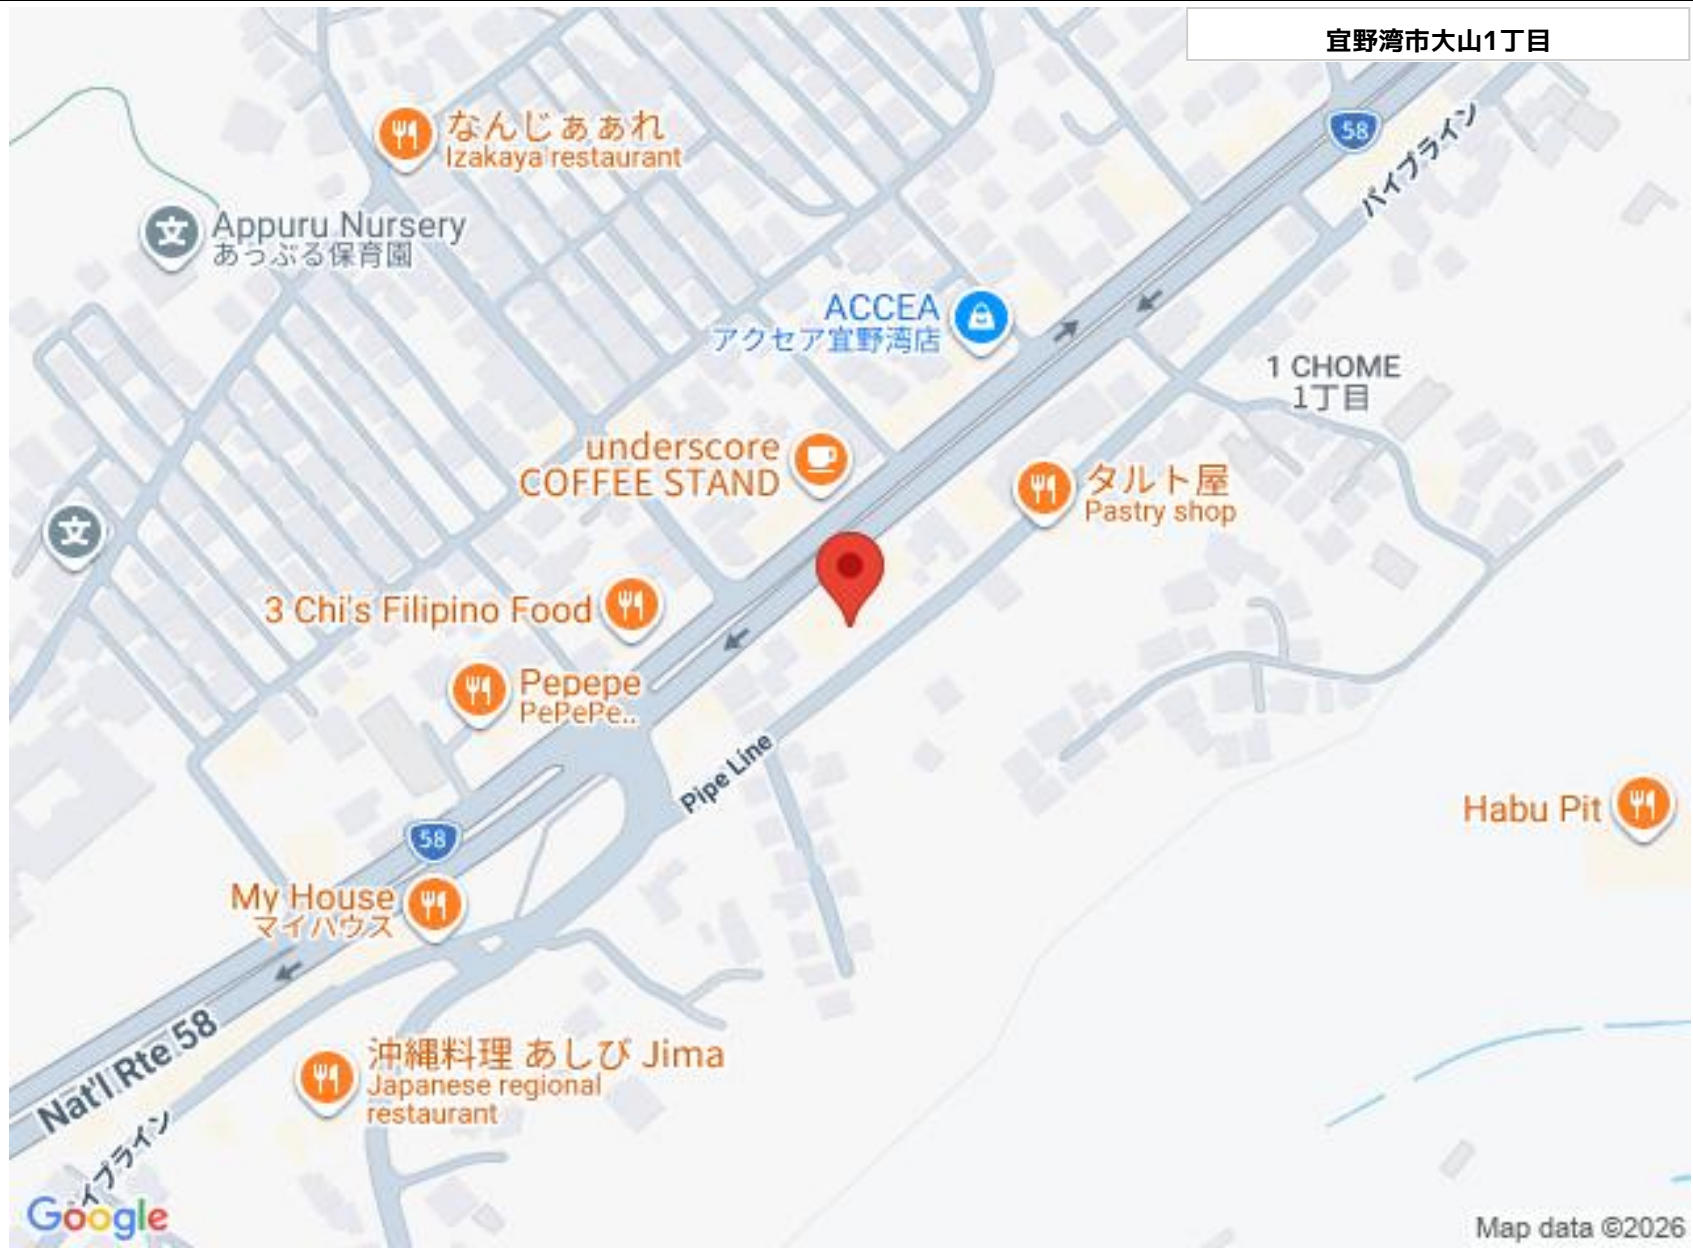 宜野湾市大山1丁目
58
パイプライン
なんじぁぁれ
Izakaya restaurant
文
Appuru Nursery
あっぷる保育園
ACCEA
アクセア宜野湾店
1 CHOME
1丁目
underscore
COFFEE STAND
タルト屋
Pastry shop
文
3 Chi's Filipino Food
Pepepe
PePePe..
Pipe Line
Habu Pit
58
My House
マイハウス
Nat'l Rte 58
沖縄料理 あしび Jima
Japanese regional
restaurant
イプライン
Google
Map data ©2026